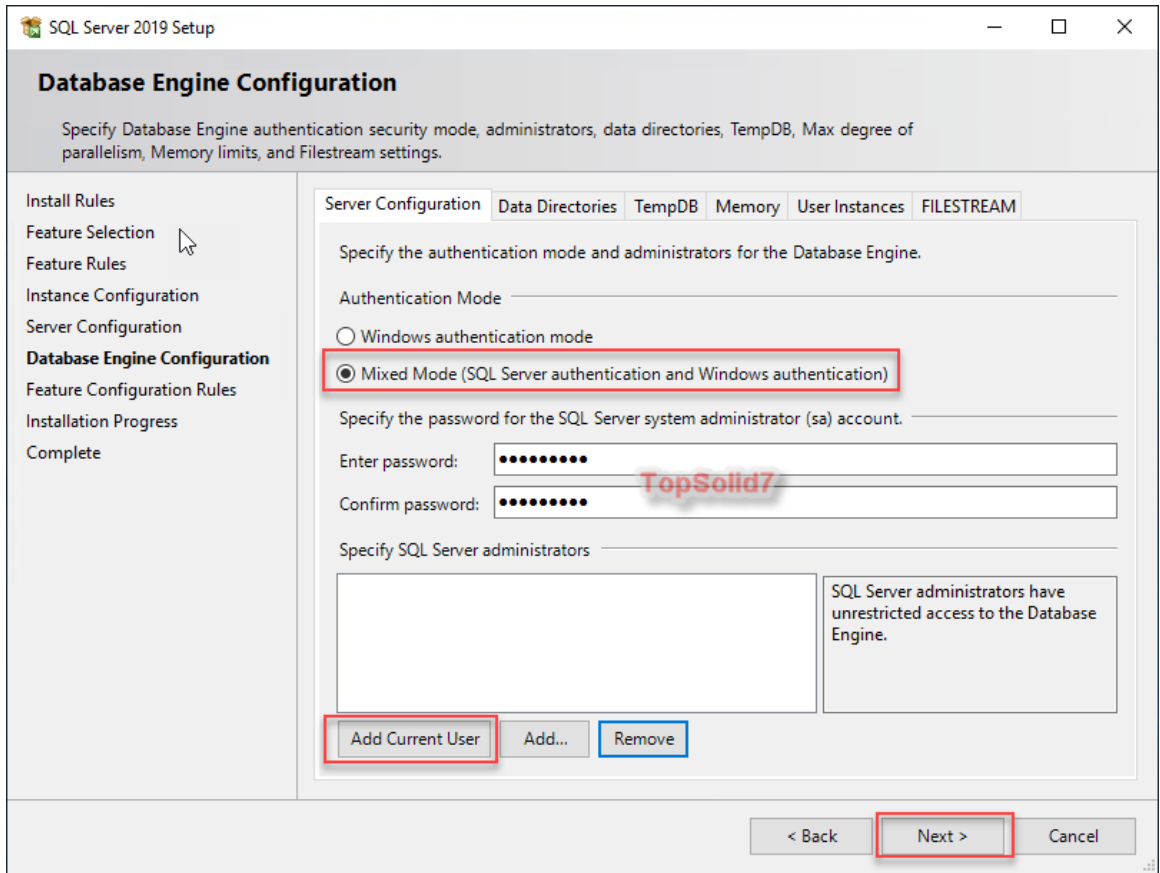 SQL Server 2019 Setup
Database Engine Configuration
Specify Database Engine authentication security mode, administrators, data directories, TempDB, Max degree of
parallelism, Memory limits, and Filestream settings.
Install Rules
Feature Selection
Feature Rules
Instance Configuration
Server Configuration
Database Engine Configuration
Feature Configuration Rules
Installation Progress
Complete
Server Configuration Data Directories TempDB Memory User Instances FILESTREAM
Specify the authentication mode and administrators for the Database Engine.
Authentication Mode
Windows authentication mode
Mixed Mode (SQL Server authentication and Windows authentication)
Specify the password for the SQL Server system administrator (sa) account.
Enter password: ●●●●●●●●●
TopSolid7
Confirm password: ●●●●●●●●●
Specify SQL Server administrators
SQL Server administrators have
unrestricted access to the Database
Engine.
Add Current User Add... Remove
< Back Next > Cancel